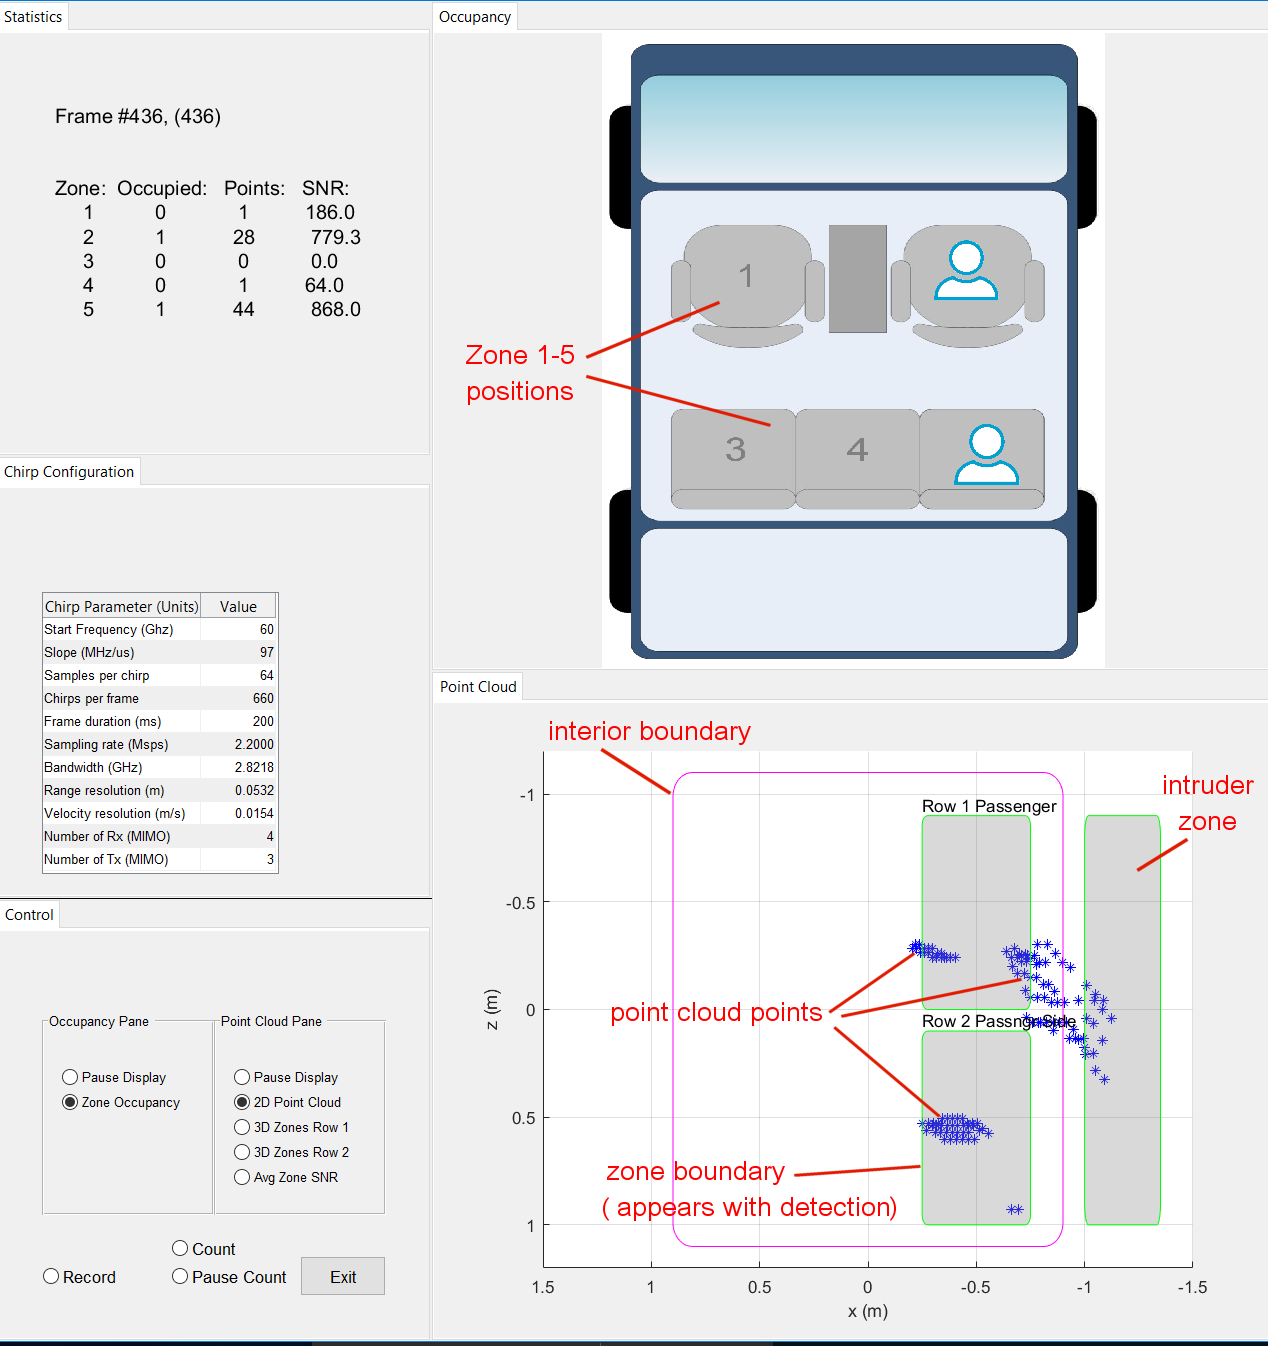 Statistics
Frame #436, (436)
Zone: Occupied: Points: SNR:
1 0 1 186.0
2 1 28 779.3
3 0 0 0.0
4 0 1 64.0
5 1 44 868.0
Chirp Configuration
Chirp Parameter (Units) Value
Start Frequency (Ghz) 60
Slope (MHz/us) 97
Samples per chirp 64
Chirps per frame 660
Frame duration (ms) 200
Sampling rate (Msps) 2.2000
Bandwidth (GHz) 2.8218
Range resolution (m) 0.0532
Velocity resolution (m/s) 0.0154
Number of Rx (MIMO) 4
Number of Tx (MIMO) 3
Control
Occupancy Pane
Pause Display
Zone Occupancy
Point Cloud Pane
Pause Display
2D Point Cloud
3D Zones Row 1
3D Zones Row 2
Avg Zone SNR
Count
Record
Pause Count
Exit
Occupancy
1
3 4
Zone 1-5
positions
Point Cloud
interior boundary
intruder
zone
Row 1 Passenger
point cloud points
Row 2 Passngr Side
zone boundary
( appears with detection)
-1
-0.5
0
0.5
1
z (m)
1.5 1 0.5 0 -0.5 -1 -1.5
x (m)